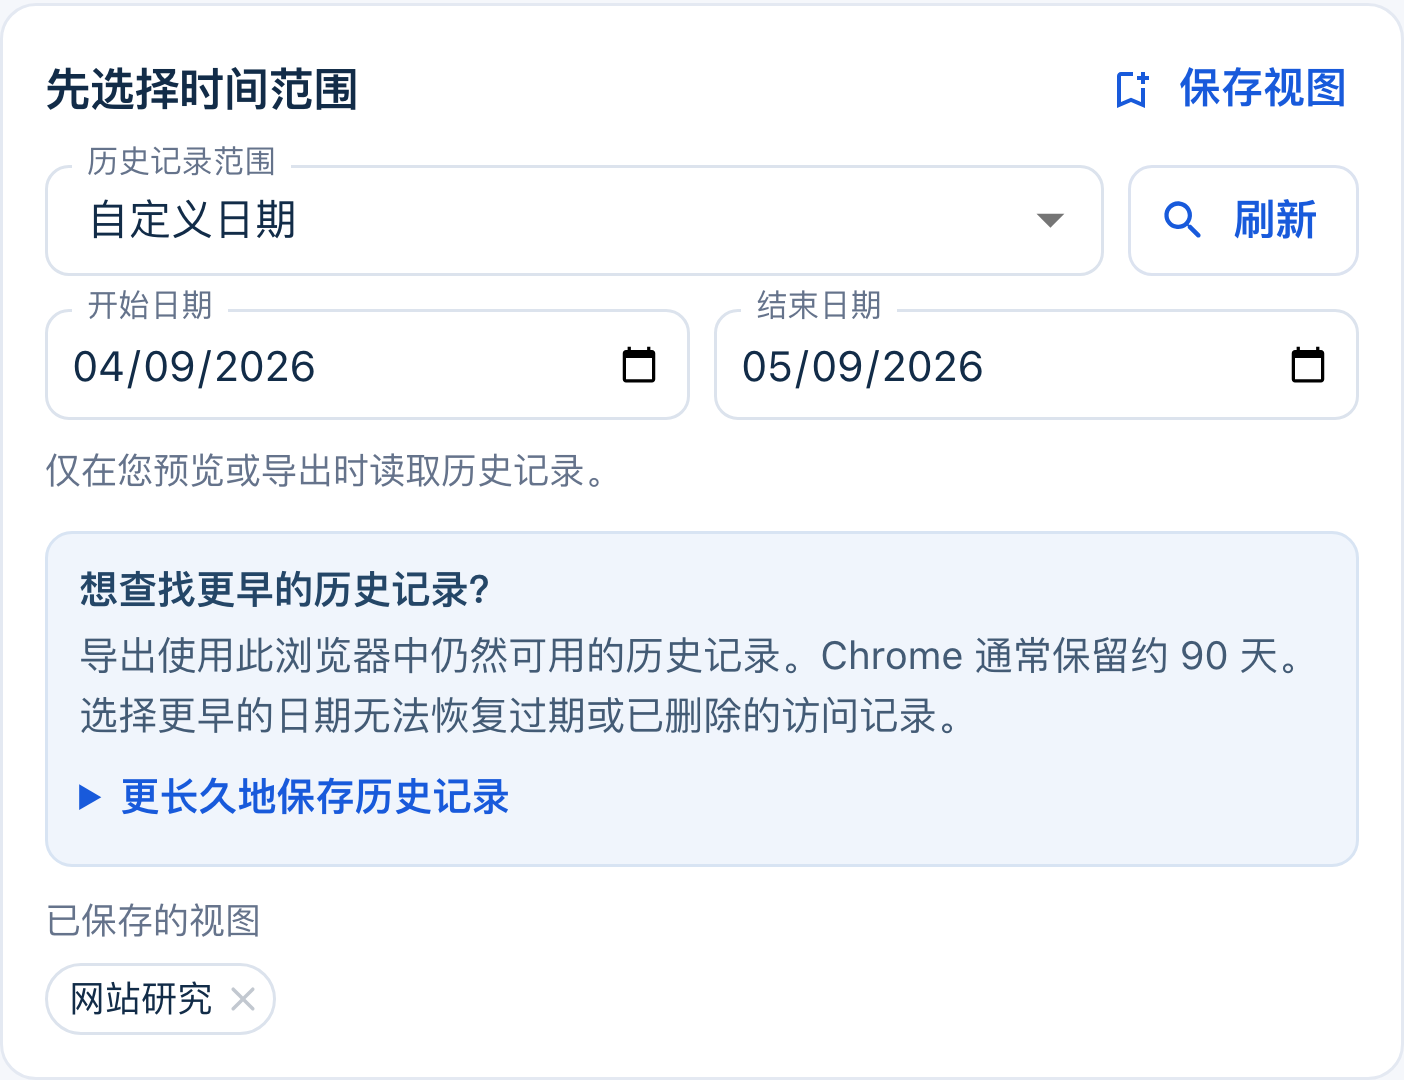 先选择时间范围
保存视图
历史记录范围
自定义日期
刷新
开始日期
04/09/2026
结束日期
05/09/2026
仅在您预览或导出时读取历史记录。
想查找更早的历史记录?
导出使用此浏览器中仍然可用的历史记录。Chrome 通常保留约 90 天。
选择更早的日期无法恢复过期或已删除的访问记录。
更长久地保存历史记录
已保存的视图
网站研究